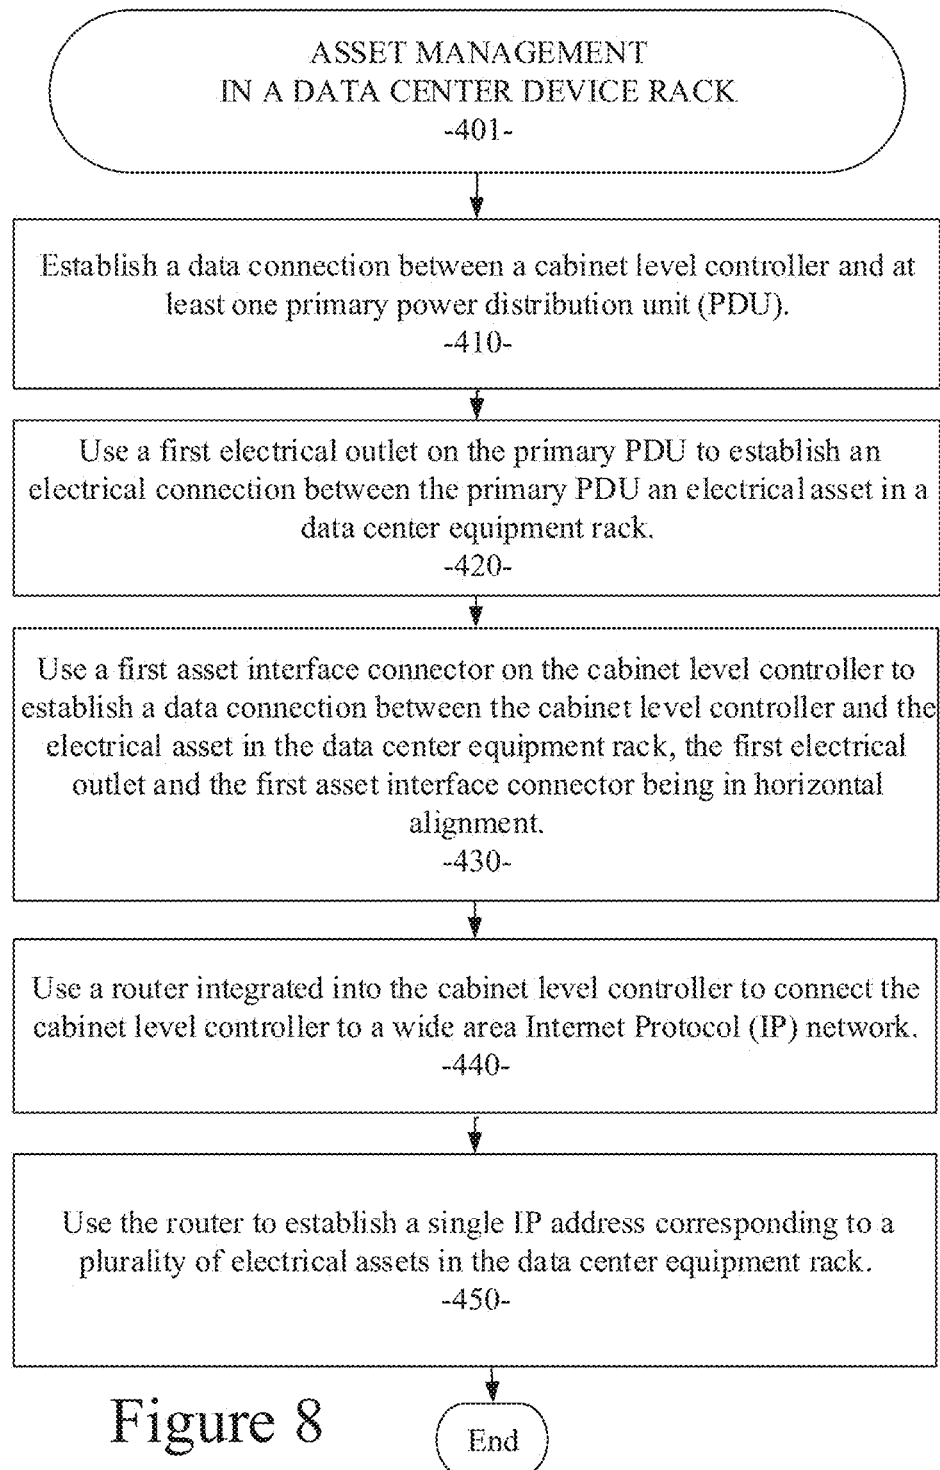 ASSET MANAGEMENT
IN A DATA CENTER DEVICE RACK
-401-
Establish a data connection between a cabinet level controller and at
least one primary power distribution unit (PDU).
-410-
Use a first electrical outlet on the primary PDU to establish an
electrical connection between the primary PDU an electrical asset in a
data center equipment rack.
-420-
Use a first asset interface connector on the cabinet level controller to
establish a data connection between the cabinet level controller and the
electrical asset in the data center equipment rack, the first electrical
outlet and the first asset interface connector being in horizontal
alignment.
-430-
Use a router integrated into the cabinet level controller to connect the
cabinet level controller to a wide area Internet Protocol (IP) network.
-440-
Use the router to establish a single IP address corresponding to a
plurality of electrical assets in the data center equipment rack.
-450-
Figure 8
End